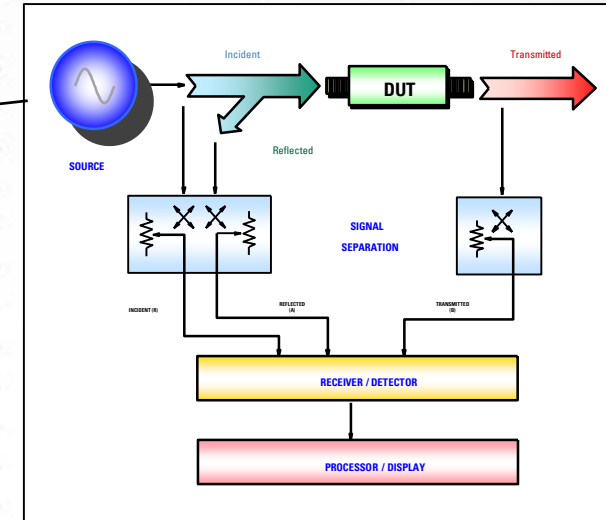 Incident
Transmitted
DUT
Reflected
SOURCE
SIGNAL
SEPARATION
INCIDENT (R)
REFLECTED
(A)
TRANSMITTED
(B)
RECEIVER / DETECTOR
PROCESSOR / DISPLAY